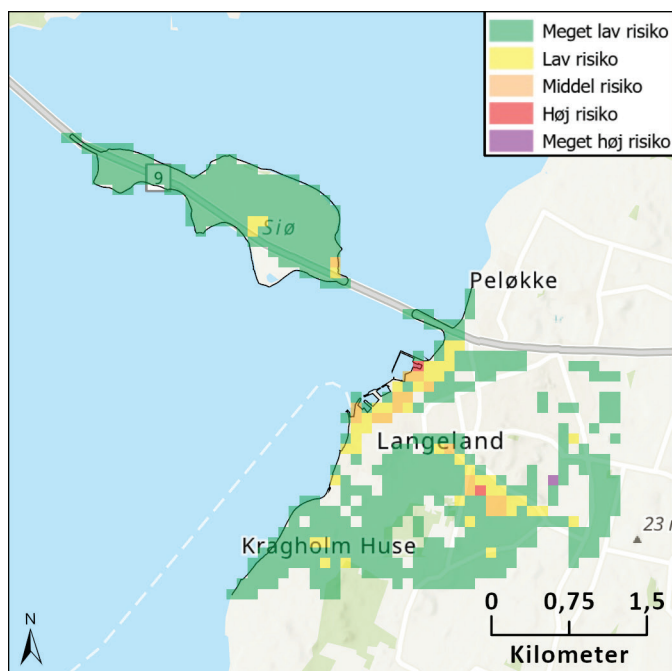 Meget lav risiko
Lav risiko
Middel risiko
Høj risiko
Meget høj risiko
9
Siø
Peløkke
Langeland
Kragholm Huse
23 m
N
0 0,75 1,5
Kilometer